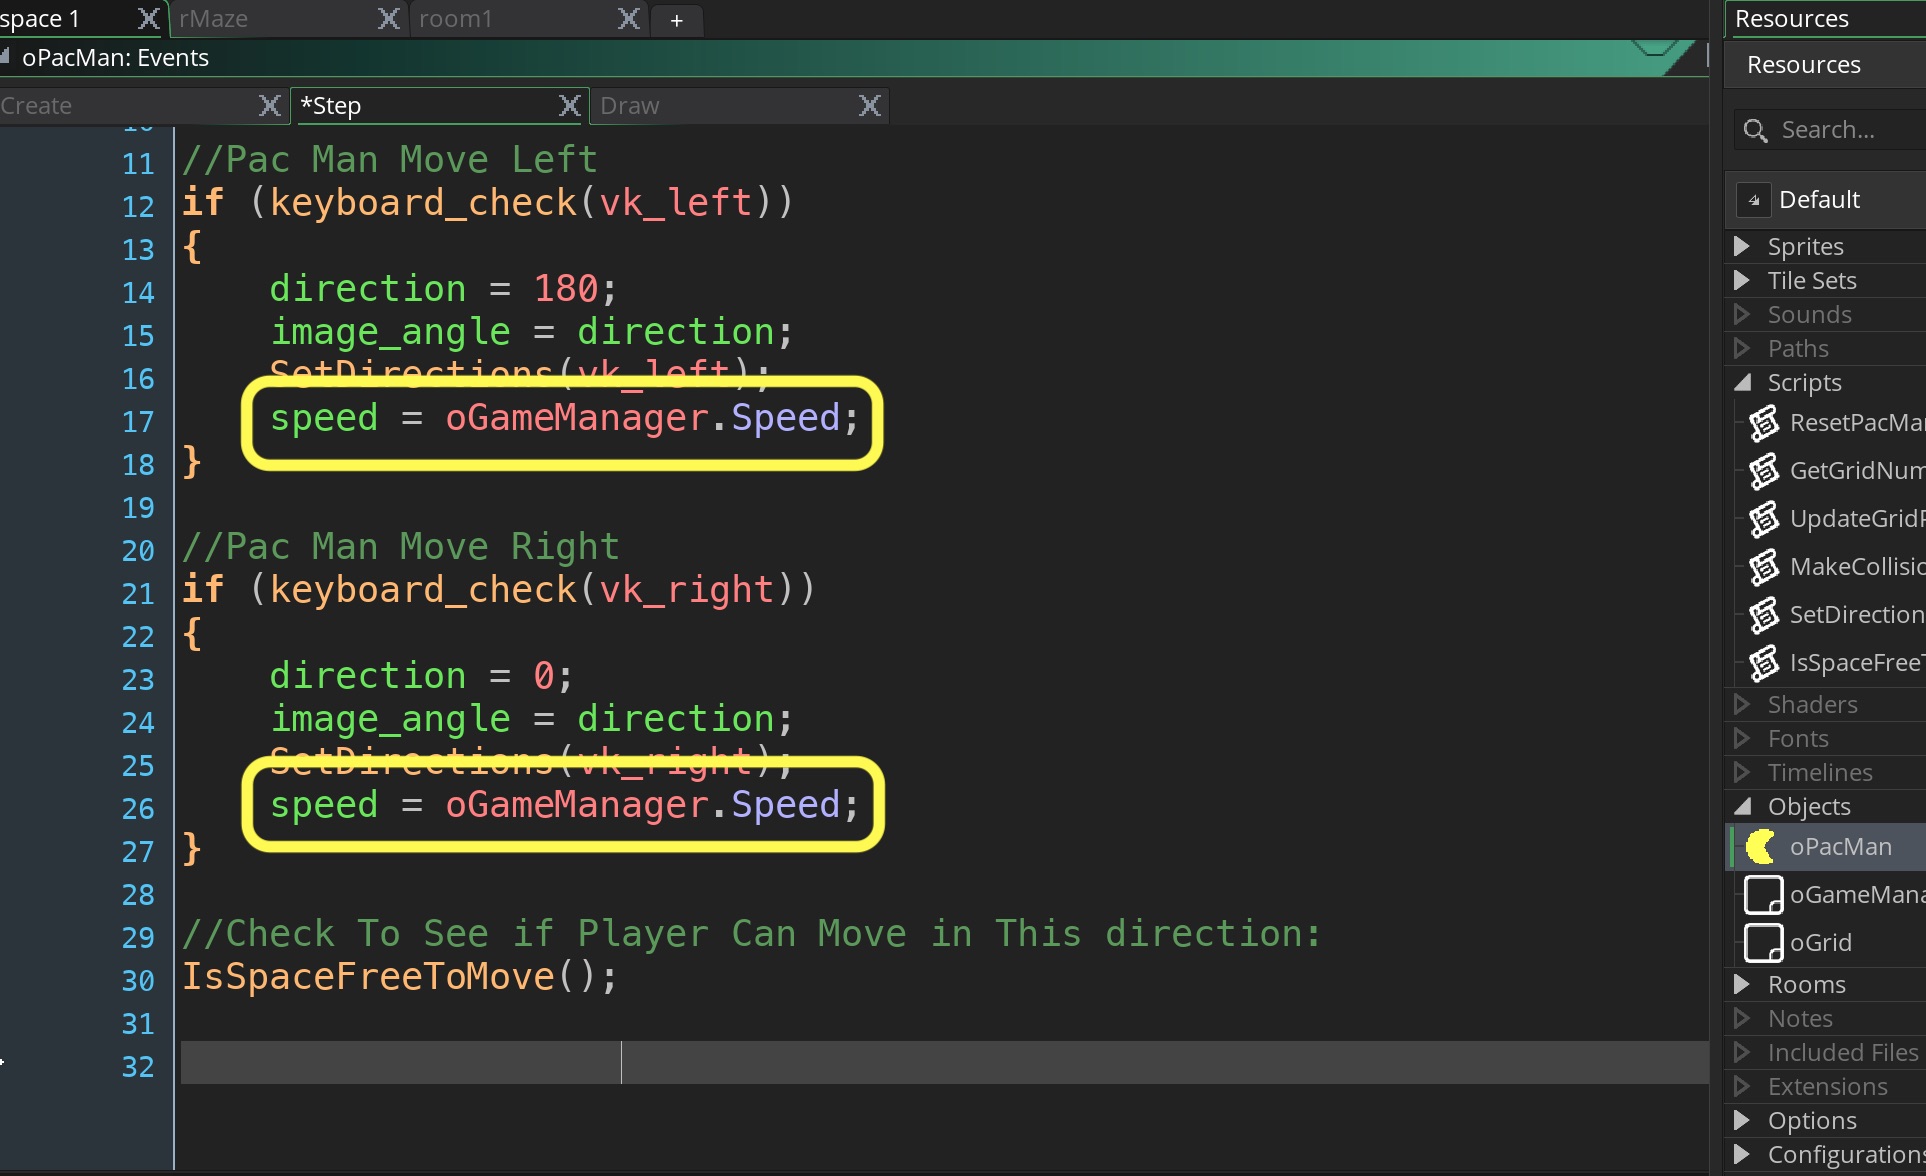 space 1
rMaze
room1
+
oPacMan: Events
Create
*Step
Draw
11 //Pac Man Move Left
12 if (keyboard_check(vk_left))
13 {
14 direction = 180;
15 image_angle = direction;
16 SetDirections(vk_left);
17 speed = oGameManager.Speed;
18 }
19
20 //Pac Man Move Right
21 if (keyboard_check(vk_right))
22 {
23 direction = 0;
24 image_angle = direction;
25 SetDirections(vk_right);
26 speed = oGameManager.Speed;
27 }
28
29 //Check To See if Player Can Move in This direction:
30 IsSpaceFreeToMove();
31
32
Resources
Resources
Search...
Default
Sprites
Tile Sets
Sounds
Paths
Scripts
ResetPacMa
GetGridNum
UpdateGrid
MakeCollisio
SetDirection
IsSpaceFree
Shaders
Fonts
Timelines
Objects
oPacMan
oGameMana
oGrid
Rooms
Notes
Included Files
Extensions
Options
Configurations